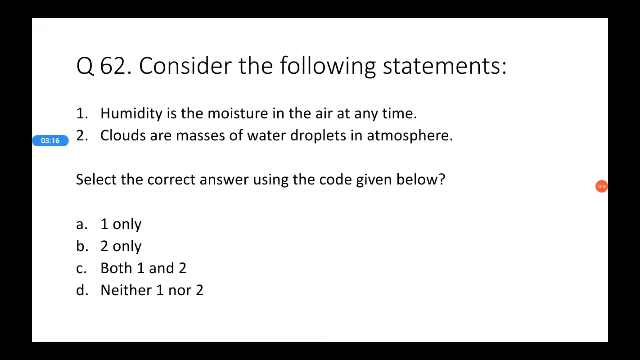 Q 62. Consider the following statements:
1. Humidity is the moisture in the air at any time.
2. Clouds are masses of water droplets in atmosphere.
03:16
Select the correct answer using the code given below?
a. 1 only
b. 2 only
c. Both 1 and 2
d. Neither 1 nor 2